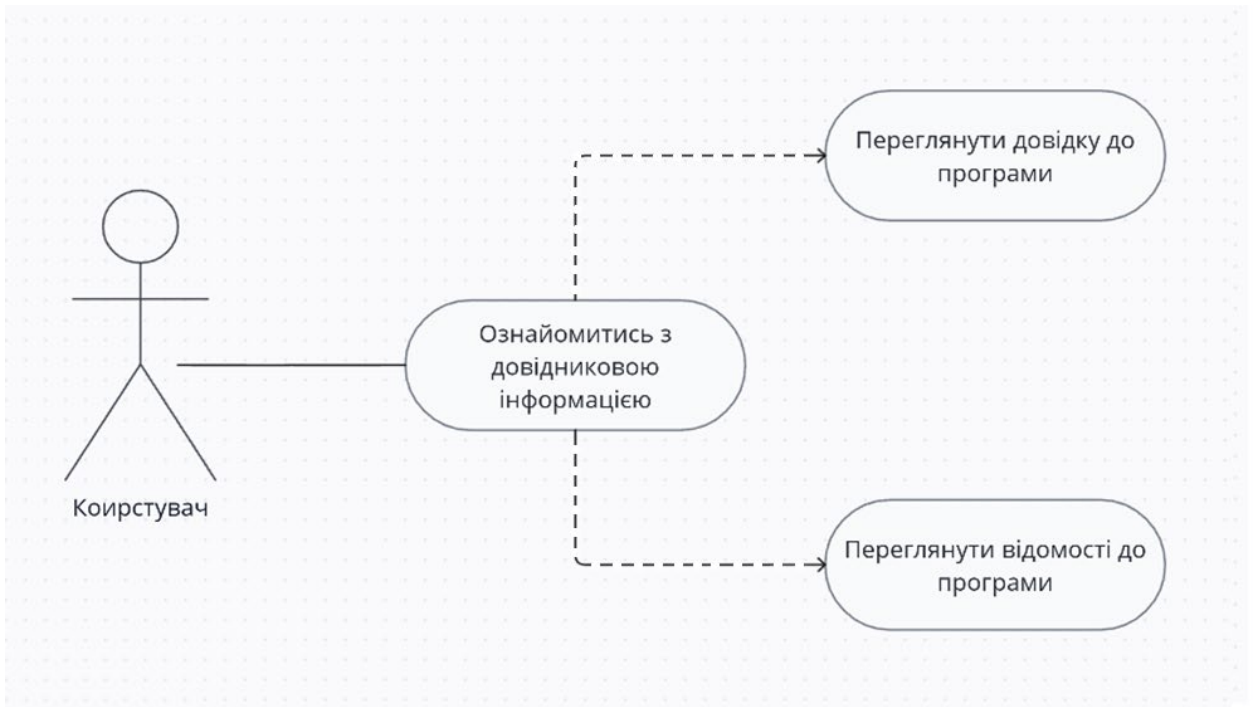 Переглянути довідку до
програми
Ознайомитись з
довідниковою
інформацією
Коирстувач
Переглянути відомості до
програми